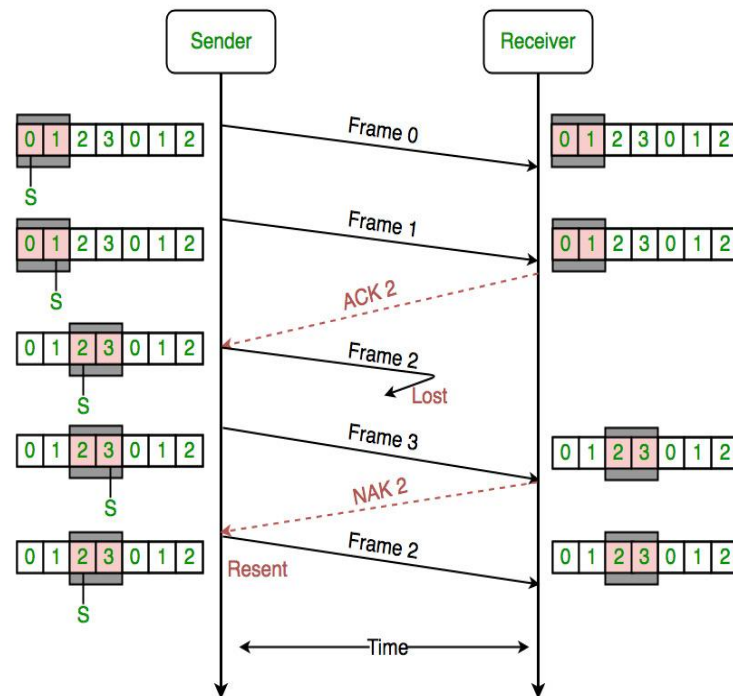 Sender
Receiver
0 1 2 3 0 1 2
S
Frame 0
0 1 2 3 0 1 2
0 1 2 3 0 1 2
S
Frame 1
0 1 2 3 0 1 2
ACK 2
0 1 2 3 0 1 2
S
Frame 2
Lost
0 1 2 3 0 1 2
S
Frame 3
0 1 2 3 0 1 2
NAK 2
0 1 2 3 0 1 2
S
Resent
Frame 2
0 1 2 3 0 1 2
Time